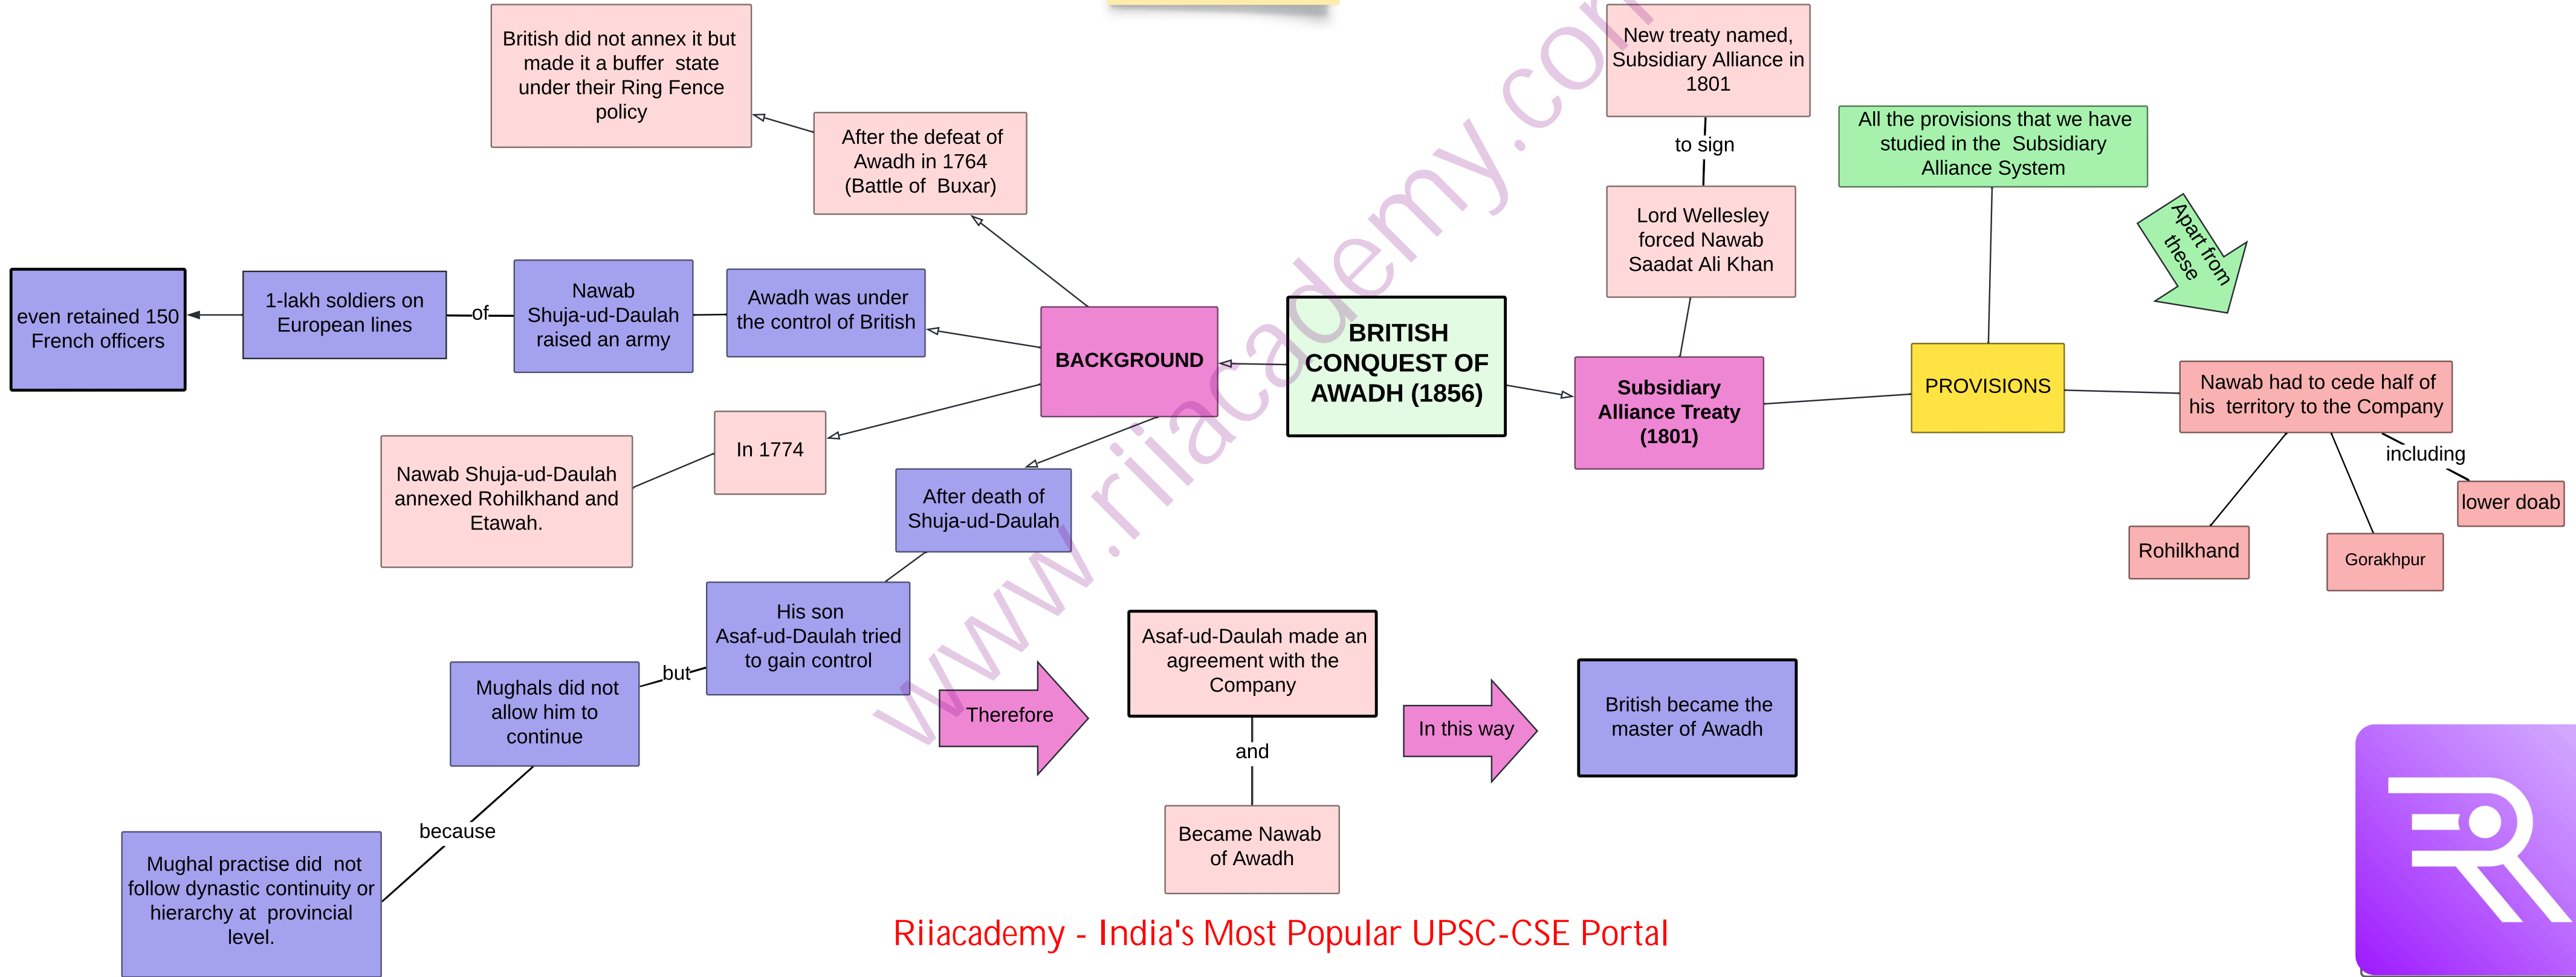 British did not annex it but
made it a buffer state
under their Ring Fence
policy
After the defeat of
Awadh in 1764
(Battle of Buxar)
even retained 150
French officers
1-lakh soldiers on
European lines
of
Nawab
Shuja-ud-Daulah
raised an army
Awadh was under
the control of British
BACKGROUND
BRITISH
CONQUEST OF
AWADH (1856)
In 1774
Nawab Shuja-ud-Daulah
annexed Rohilkhand and
Etawah.
After death of
Shuja-ud-Daulah
His son
Asaf-ud-Daulah tried
to gain control
but
Mughals did not
allow him to
continue
because
Mughal practise did not
follow dynastic continuity or
hierarchy at provincial
level.
Therefore
Asaf-ud-Daulah made an
agreement with the
Company
and
Became Nawab
of Awadh
In this way
British became the
master of Awadh
New treaty named,
Subsidiary Alliance in
1801
to sign
Lord Wellesley
forced Nawab
Saadat Ali Khan
Subsidiary
Alliance Treaty
(1801)
All the provisions that we have
studied in the Subsidiary
Alliance System
Apart from
these
PROVISIONS
Nawab had to cede half of
his territory to the Company
including
lower doab
Rohilkhand
Gorakhpur
www.riiacademy.com
Riiacademy - India's Most Popular UPSC-CSE Portal